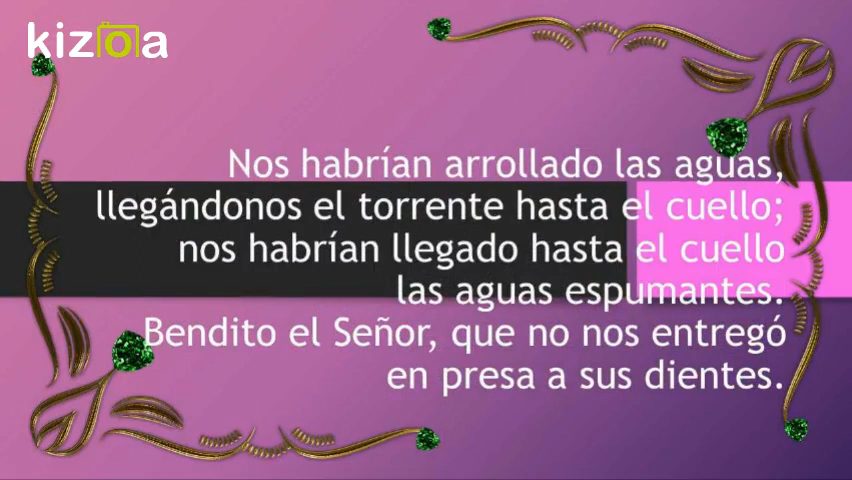 kizoa
Nos habrían arrollado las aguas,
llegándonos el torrente hasta el cuello;
nos habrían llegado hasta el cuello
las aguas espumantes.
Bendito el Señor, que no nos entregó
en presa a sus dientes.